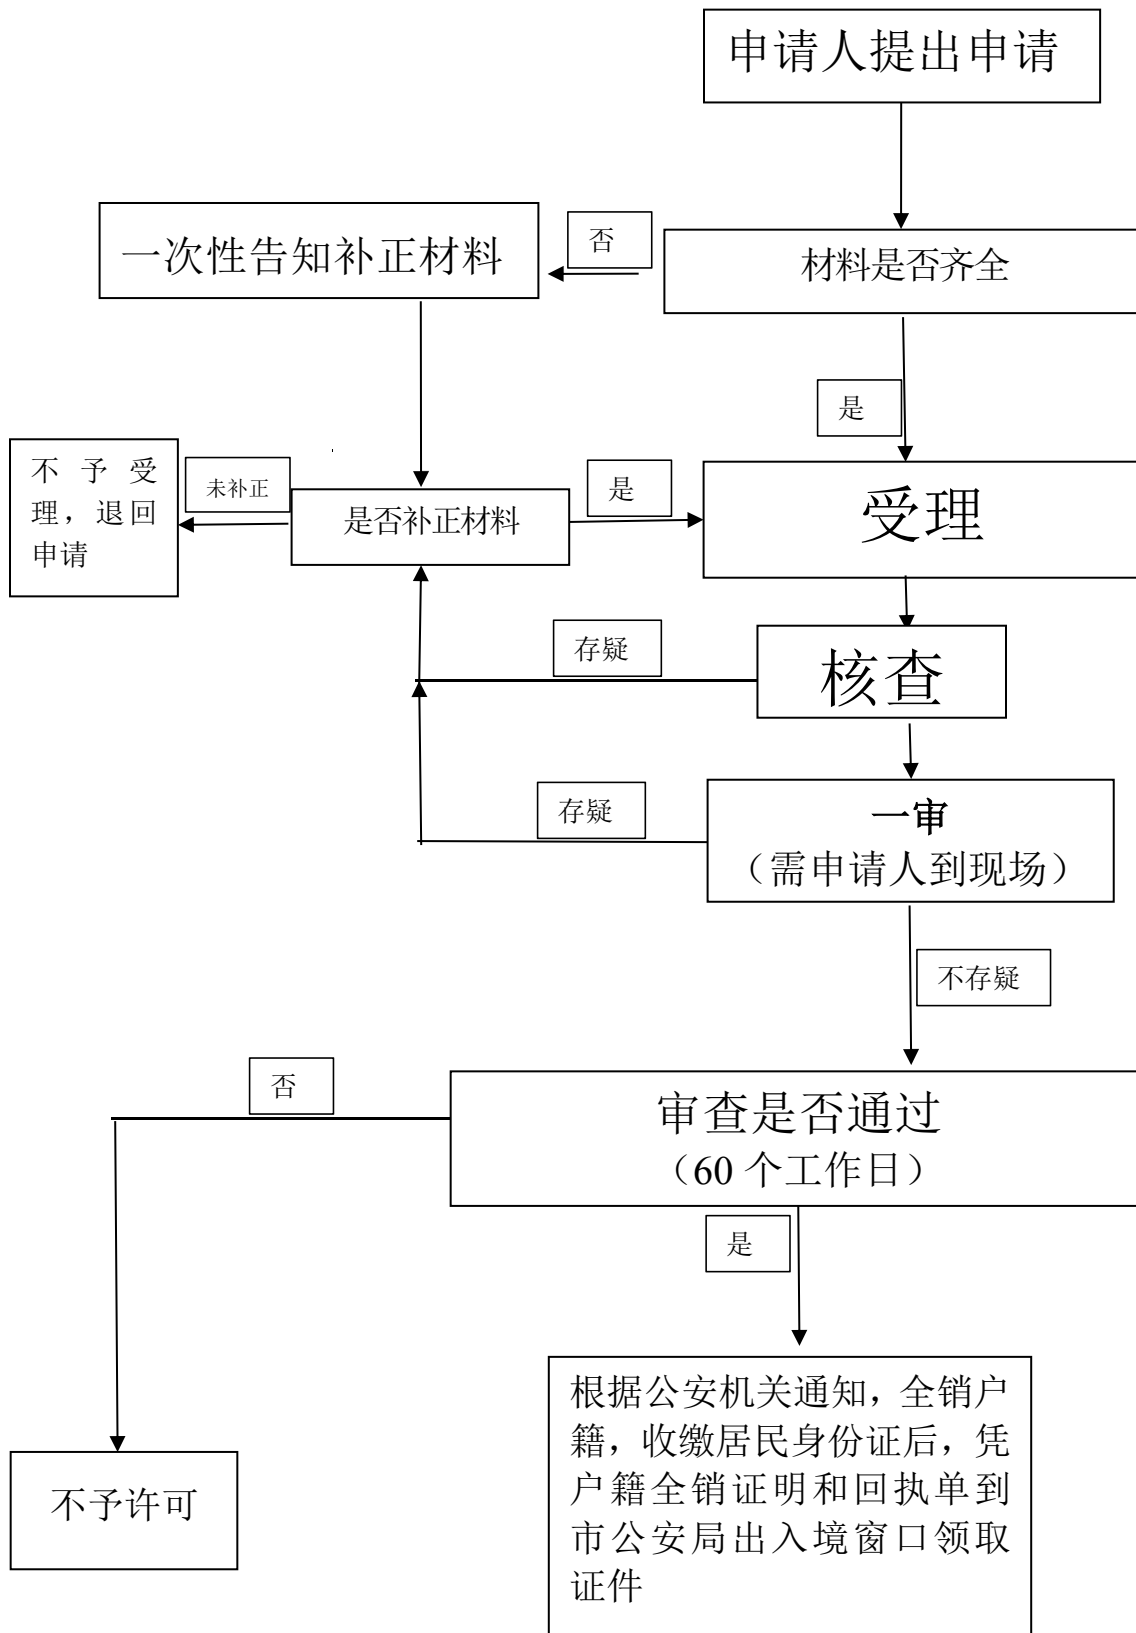 申请人提出申请
一次性告知补正材料
否
材料是否齐全
是
不予受
理，退回
申请
未补正
是否补正材料
是
受理
存疑
核查
存疑
一审
（需申请人到现场）
不存疑
否
审查是否通过
（60 个工作日）
是
根据公安机关通知，全销户
籍，收缴居民身份证后，凭
户籍全销证明和回执单到
市公安局出入境窗口领取
证件
不予许可